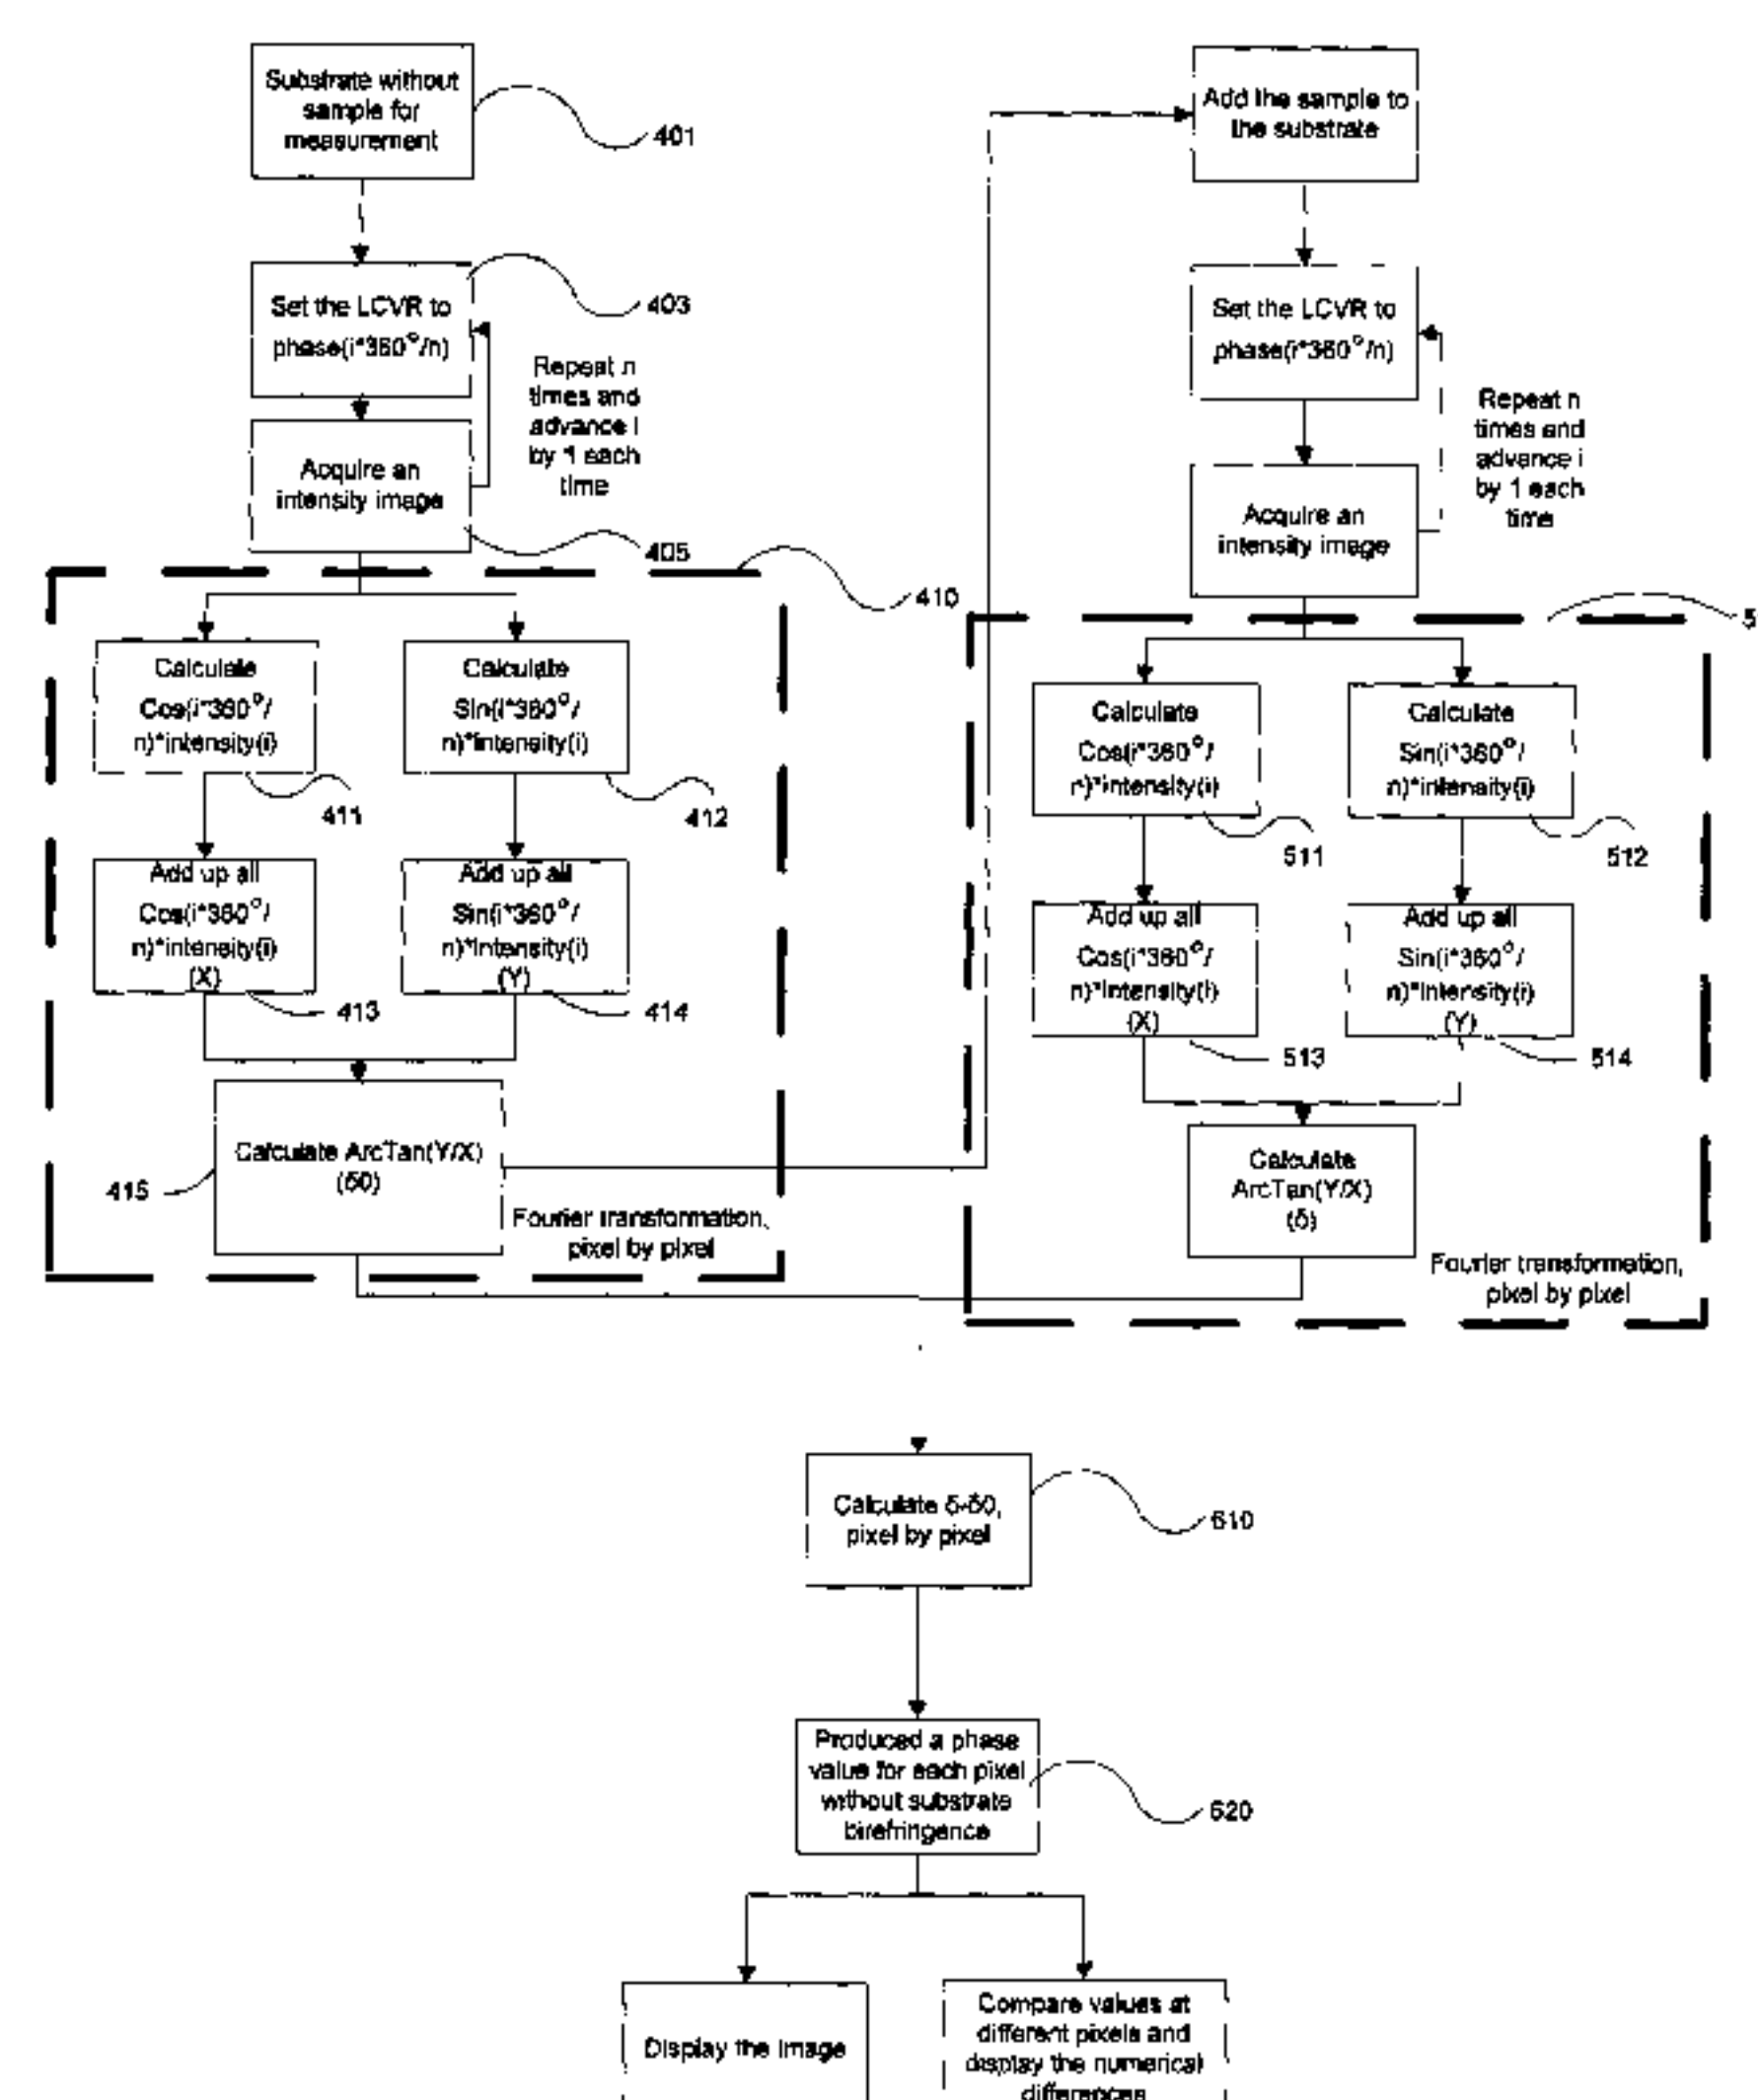 Substrate without
sample for
measurement
401
Set the LCVR to
phase(i*360°/n)
403
Repeat n
times and
advance i
by 1 each
time
Acquire an
intensity image
405
410
Calculate
Cos(i*360°/
n)*intensity(i)
411
Calculate
Sin(i*360°/
n)*intensity(i)
412
Add up all
Cos(i*360°/
n)*intensity(i)
(X)
413
Add up all
Sin(i*360°/
n)*intensity(i)
(Y)
414
Calculate ArcTan(Y/X)
(δ0)
415
Fourier transformation,
pixel by pixel
Add the sample to
the substrate
Set the LCVR to
phase(i*360°/n)
Repeat n
times and
advance i
by 1 each
time
Acquire an
intensity image
5
Calculate
Cos(i*360°/
n)*intensity(i)
511
Calculate
Sin(i*360°/
n)*intensity(i)
512
Add up all
Cos(i*360°/
n)*intensity(i)
(X)
513
Add up all
Sin(i*360°/
n)*intensity(i)
(Y)
514
Calculate
ArcTan(Y/X)
(δ)
Fourier transformation,
pixel by pixel
Calculate δ-δ0,
pixel by pixel
610
Produced a phase
value for each pixel
without substrate
birefringence
620
Display the image
Compare values at
different pixels and
display the numerical
differences